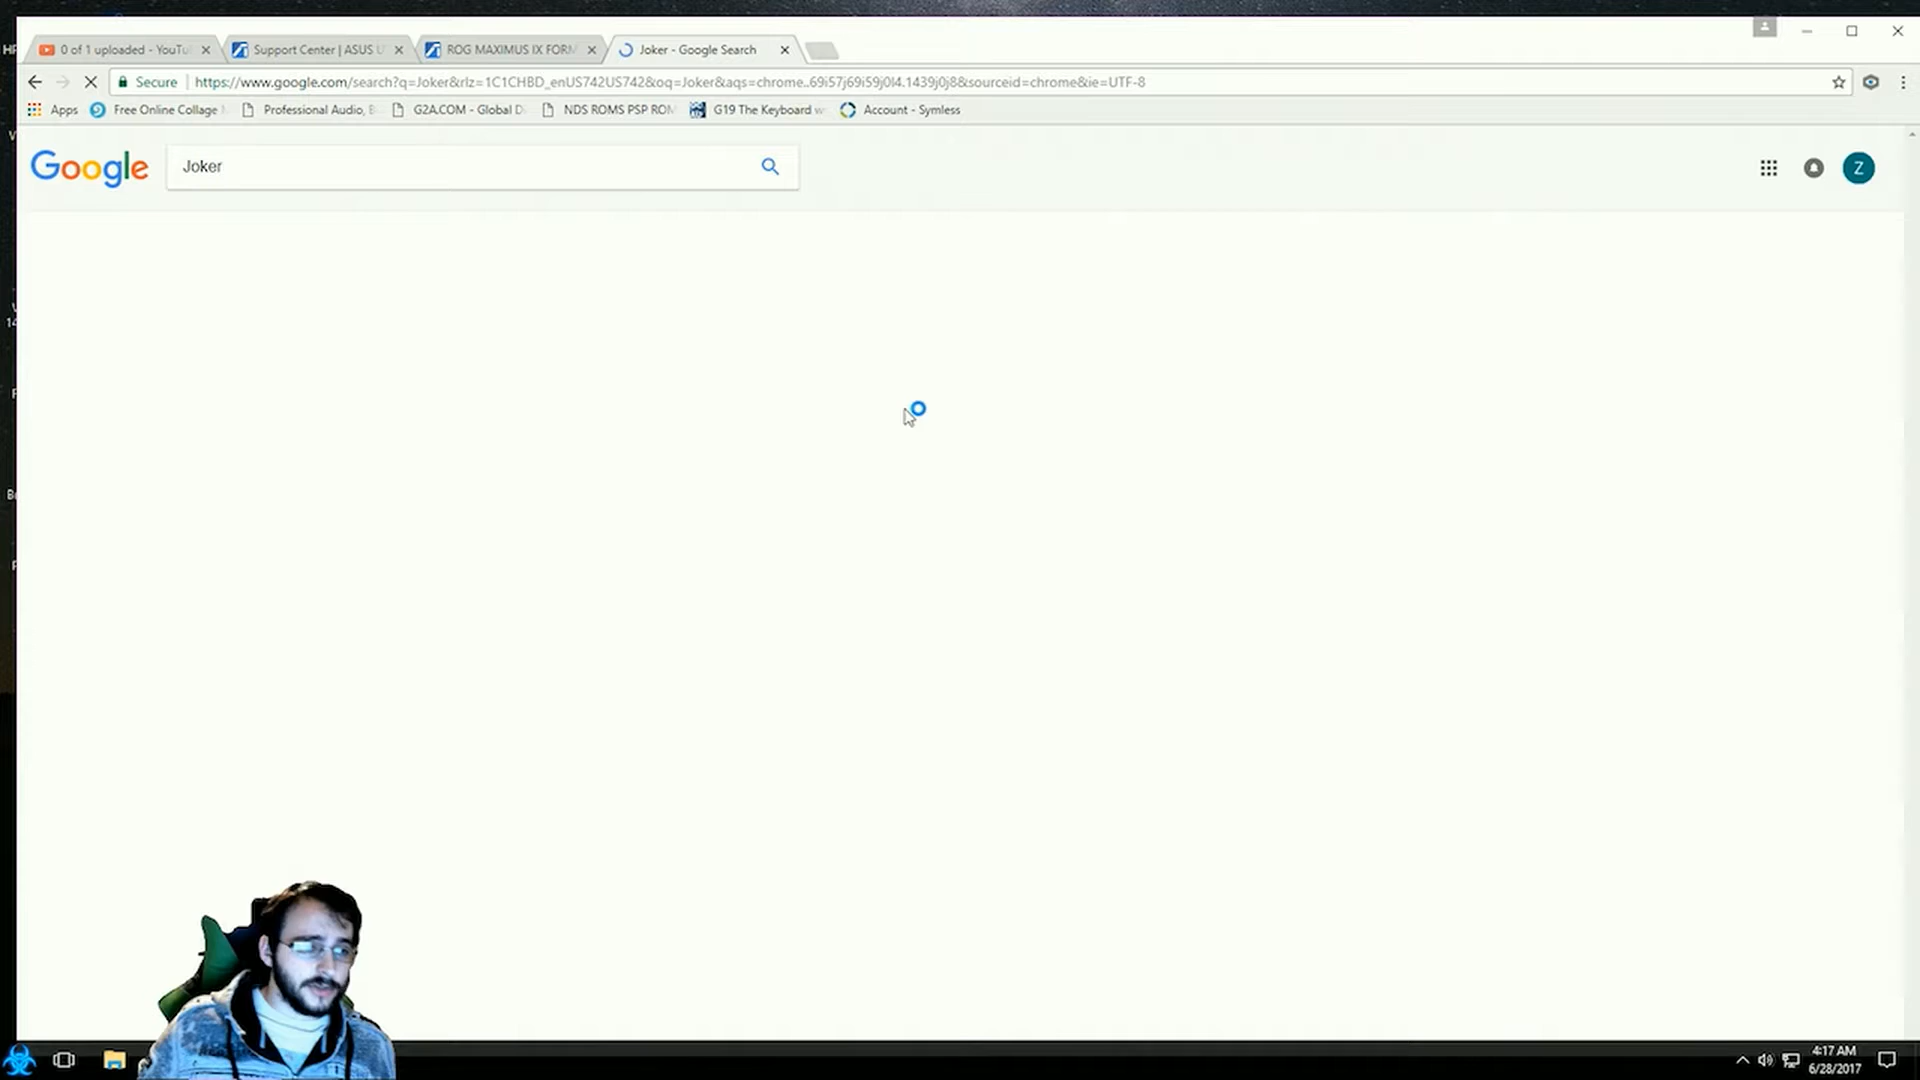 0 of 1 uploaded - YouTu
Support Center | ASUS U
ROG MAXIMUS IX FORM
Joker - Google Search
Secure
https://www.google.com/search?q=Joker&rlz=1C1CHBD_enUS742US742&oq=Joker&aqs=chrome..69i57j69i59j0l4.1439j0j8&sourceid=chrome&ie=UTF-8
Apps
Free Online Collage
Professional Audio,
G2A.COM - Global D
NDS ROMS PSP ROM
G19 The Keyboard w
Account - Symless
Google
Joker
Z
4:17 AM
6/28/2017